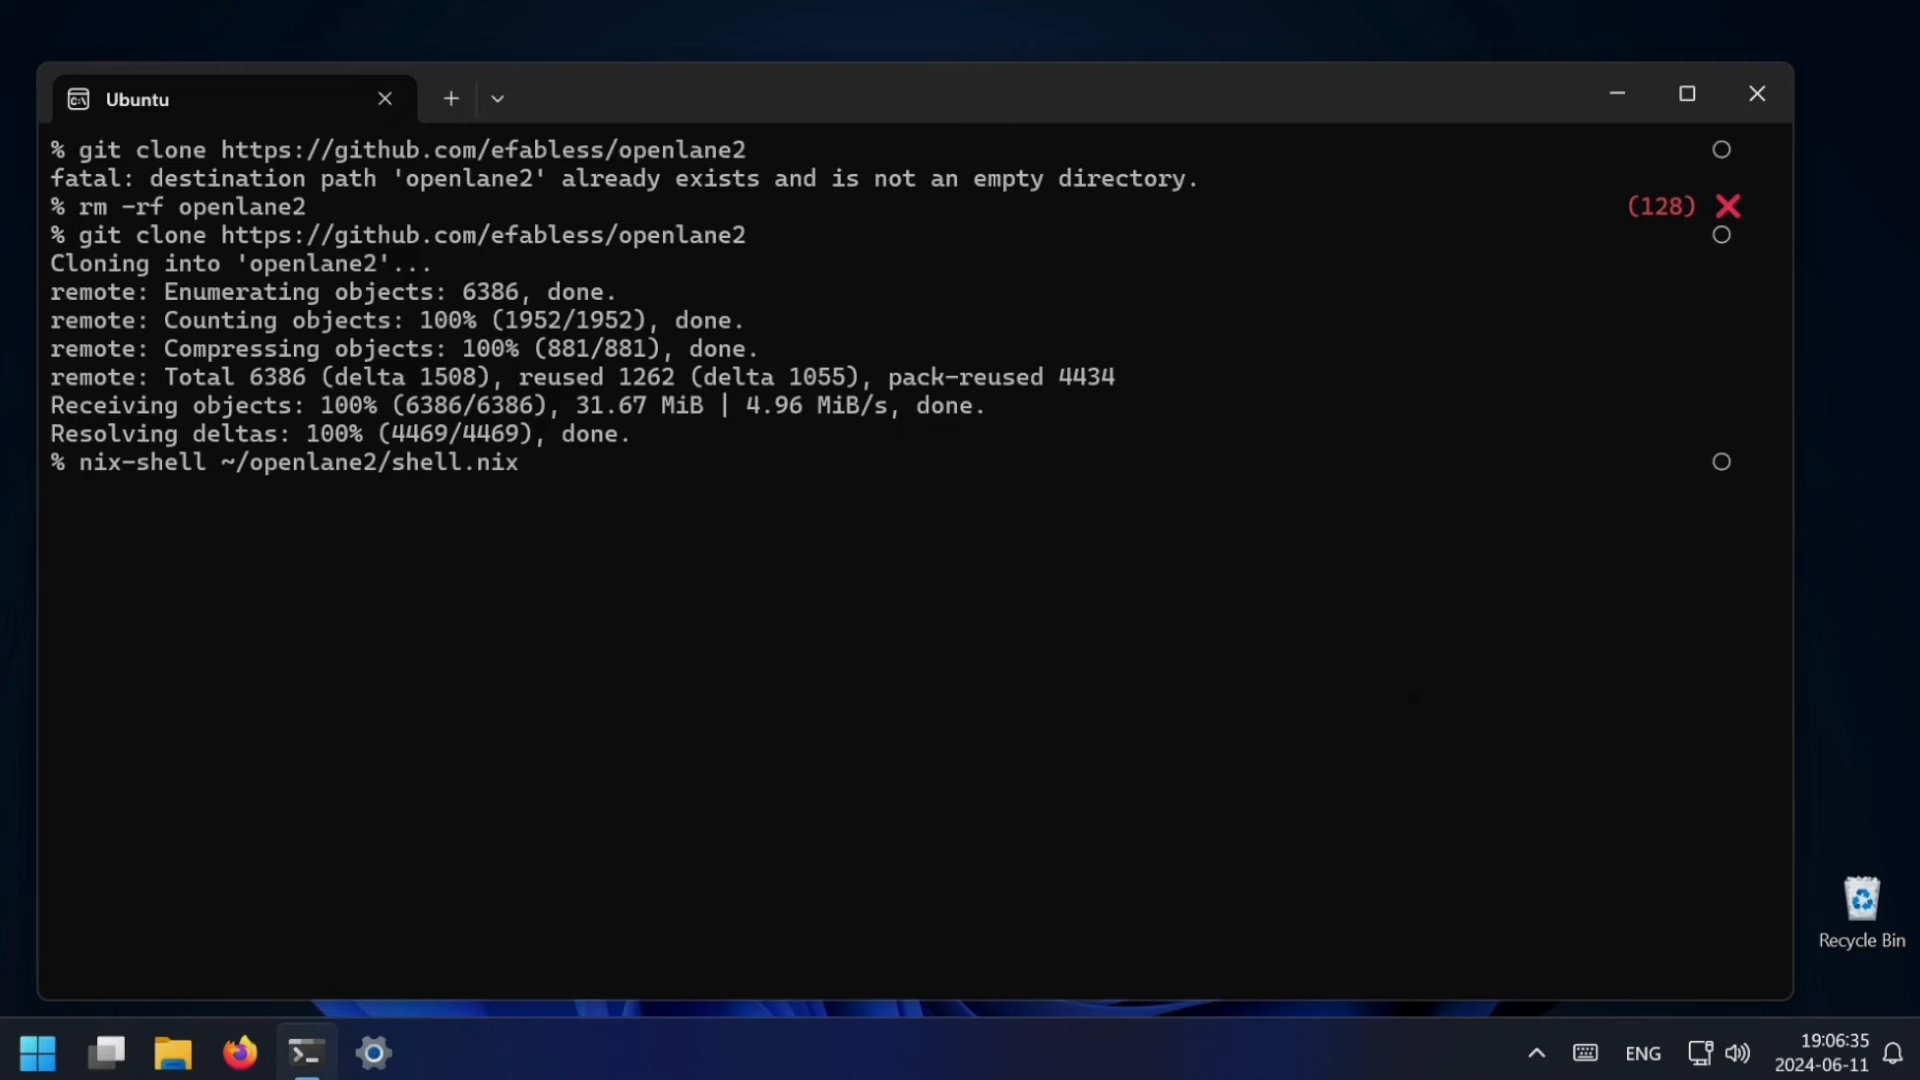 Ubuntu
% git clone https://github.com/efabless/openlane2
fatal: destination path 'openlane2' already exists and is not an empty directory.
% rm -rf openlane2 (128)
% git clone https://github.com/efabless/openlane2
Cloning into 'openlane2'...
remote: Enumerating objects: 6386, done.
remote: Counting objects: 100% (1952/1952), done.
remote: Compressing objects: 100% (881/881), done.
remote: Total 6386 (delta 1508), reused 1262 (delta 1055), pack-reused 4434
Receiving objects: 100% (6386/6386), 31.67 MiB | 4.96 MiB/s, done.
Resolving deltas: 100% (4469/4469), done.
% nix-shell ~/openlane2/shell.nix
Recycle Bin
ENG
19:06:35
2024-06-11